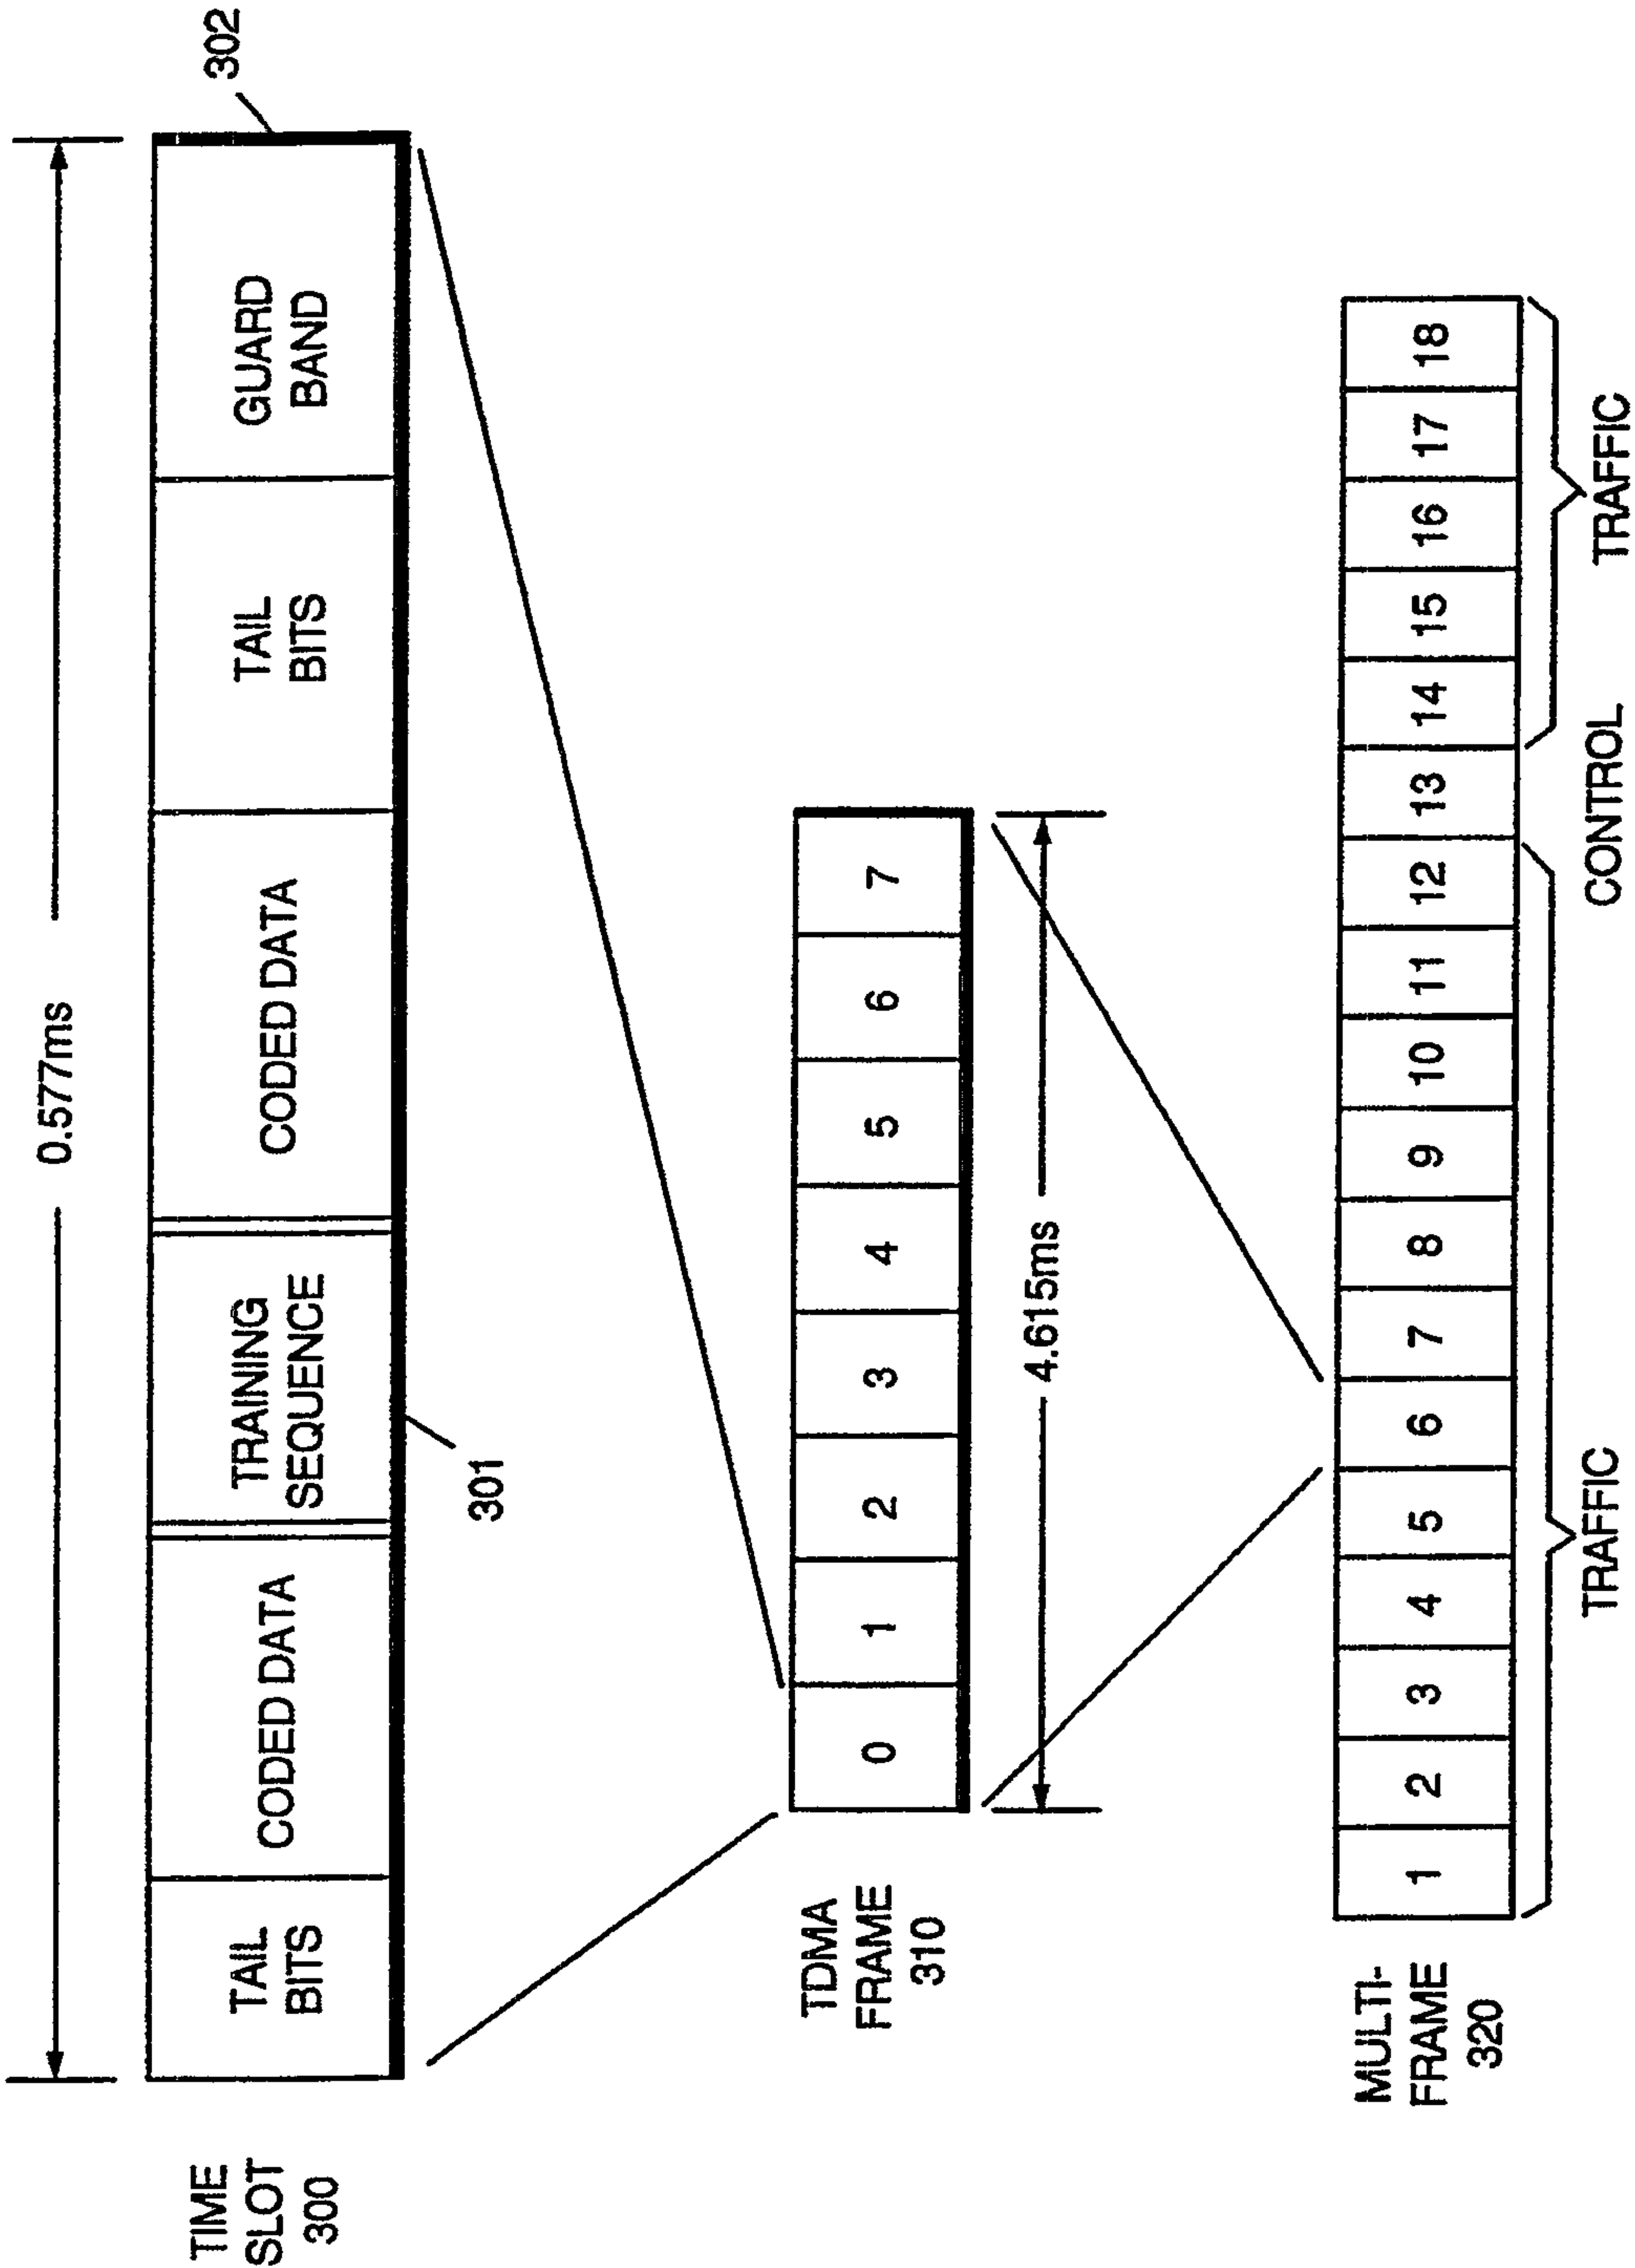 0.577ms
TIME
SLOT
300
TAIL
BITS
CODED DATA
TRAINING
SEQUENCE
CODED DATA
TAIL
BITS
GUARD
BAND
301
302
TDMA
FRAME
310
0 1 2 3 4 5 6 7
4.615ms
MULTI-
FRAME
320
1 2 3 4 5 6 7 8 9 10 11 12 13 14 15 16 17 18
TRAFFIC
CONTROL
TRAFFIC